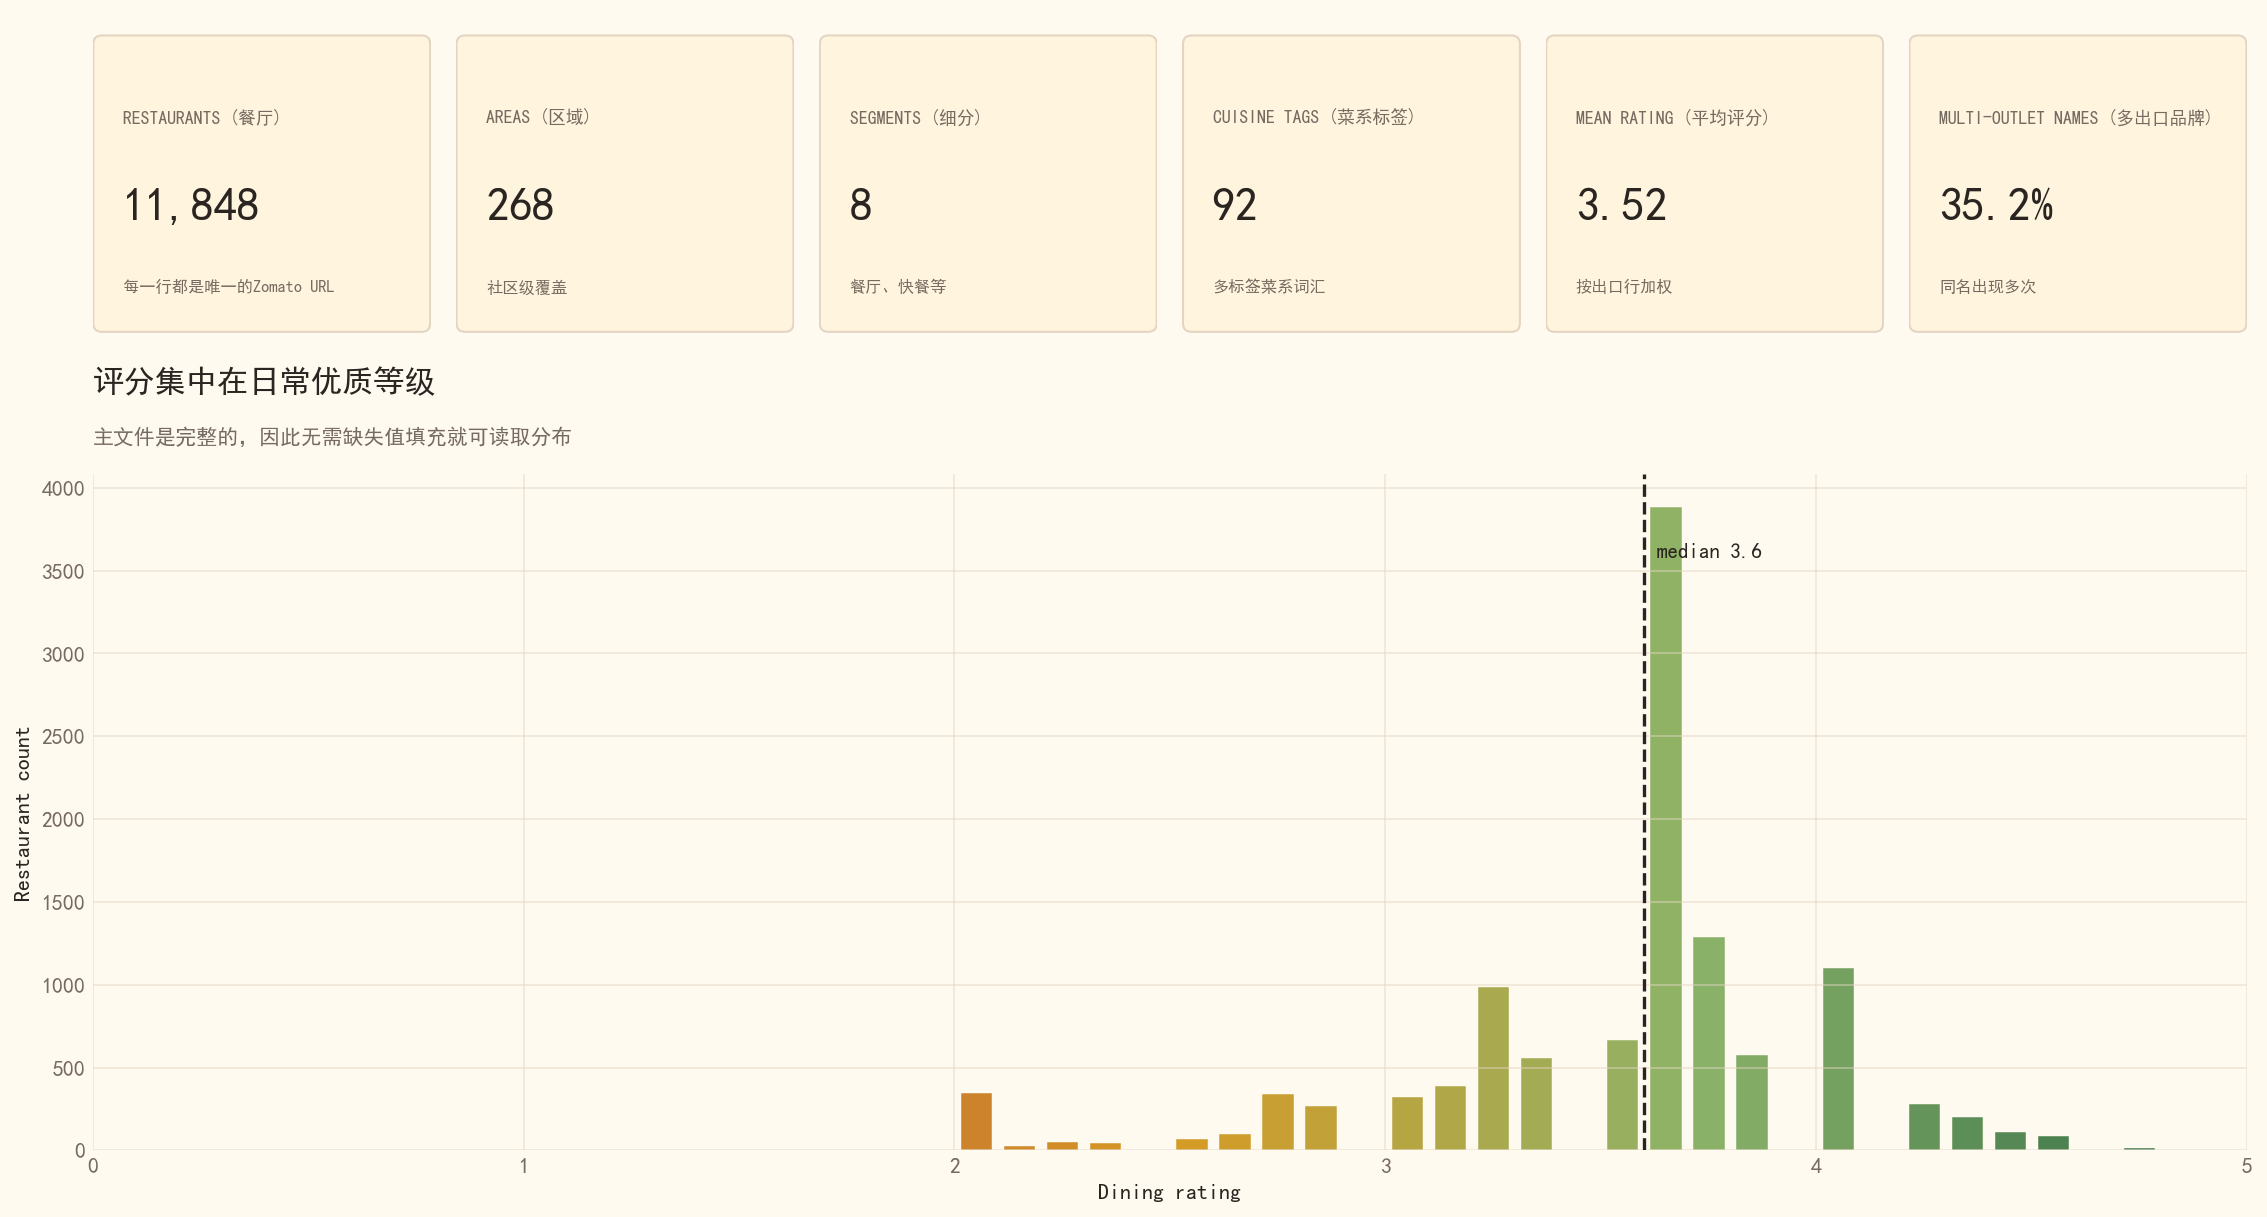 RESTAURANTS (餐厅)
11,848
每一行都是唯一的Zomato URL
AREAS (区域)
268
社区级覆盖
SEGMENTS (细分)
8
餐厅、快餐等
CUISINE TAGS (菜系标签)
92
多标签菜系词汇
MEAN RATING (平均评分)
3.52
按出口行加权
MULTI-OUTLET NAMES (多出口品牌)
35.2%
同名出现多次
评分集中在日常优质等级
主文件是完整的，因此无需缺失值填充就可读取分布
4000
3500
3000
2500
2000
1500
1000
500
0
Restaurant count
median 3.6
0 1 2 3 4 5
Dining rating